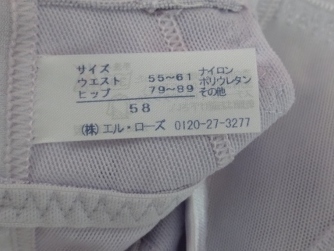 サイズ ナイロン
ウエスト 55~61 ポリウレタン
ヒップ 79~89 その他
58
(株)エル・ローズ 0120-27-3277